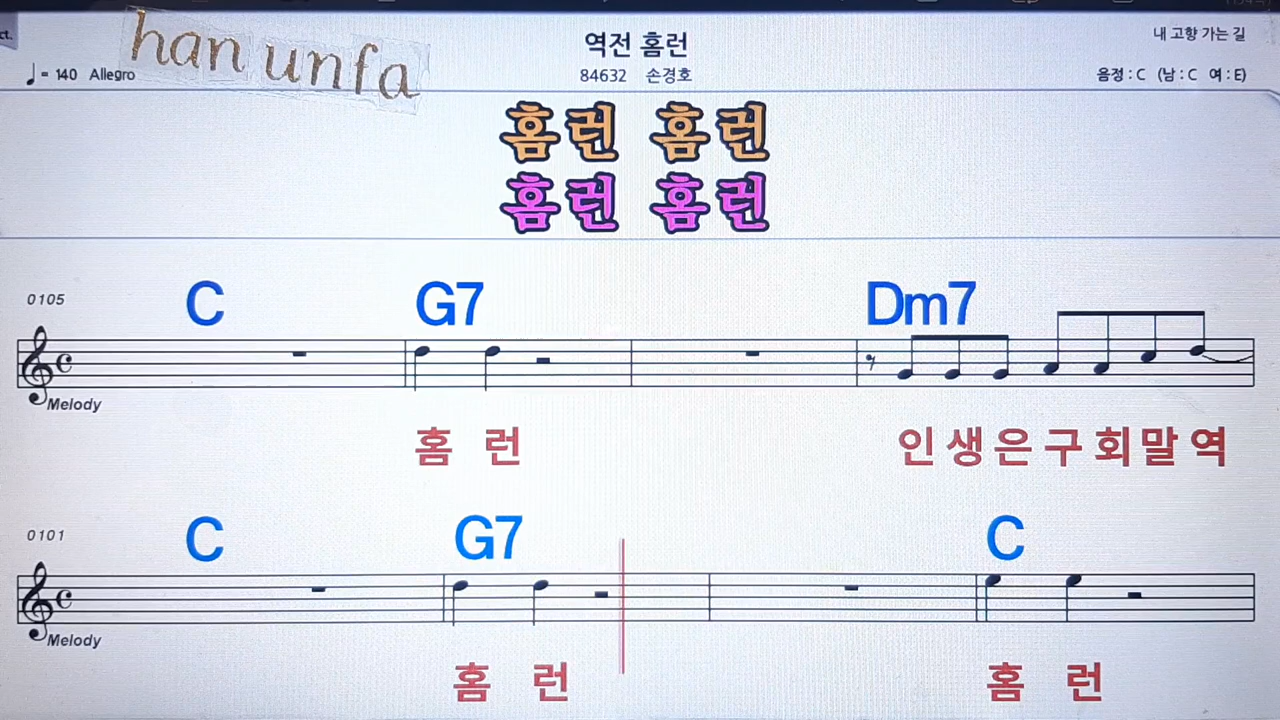 ct.
han unfa
역전 홈런
내 고향 가는 길
♩= 140 Allegro
84632 손경호
음정 : C (남 : C 여 : E)
홈런 홈런
홈런 홈런
0105
C G7 Dm7
Melody
홈 런 인 생 은 구 회 말 역
0101
C G7 C
Melody
홈 런 홈 런